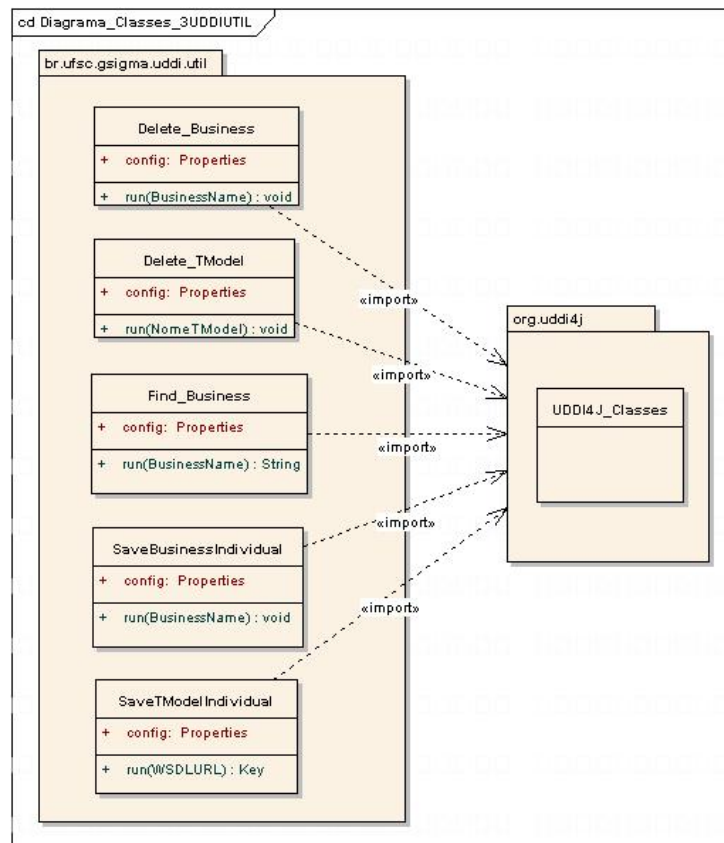 cd Diagrama_Classes_3UDDIUTIL
br.ufsc.gsigma.uddi.util
Delete_Business
+ config: Properties
+ run(BusinessName) : void
Delete_TModel
+ config: Properties
+ run(NomeTModel) : void
Find_Business
+ config: Properties
+ run(BusinessName) : String
SaveBusinessIndividual
+ config: Properties
+ run(BusinessName) : void
SaveTModelIndividual
+ config: Properties
+ run(WSDLURL) : Key
«import»
«import»
«import»
«import»
«import»
org.uddi4j
UDDI4J_Classes